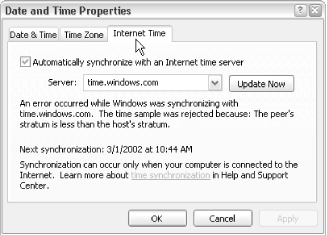 Date and Time Properties
Date & Time Time Zone Internet Time
Automatically synchronize with an Internet time server
Server: time.windows.com Update Now
An error occurred while Windows was synchronizing with
time.windows.com. The time sample was rejected because: The peer's
stratum is less than the host's stratum.
Next synchronization: 3/1/2002 at 10:44 AM
Synchronization can occur only when your computer is connected to the
Internet. Learn more about time synchronization in Help and Support
Center.
OK Cancel Apply